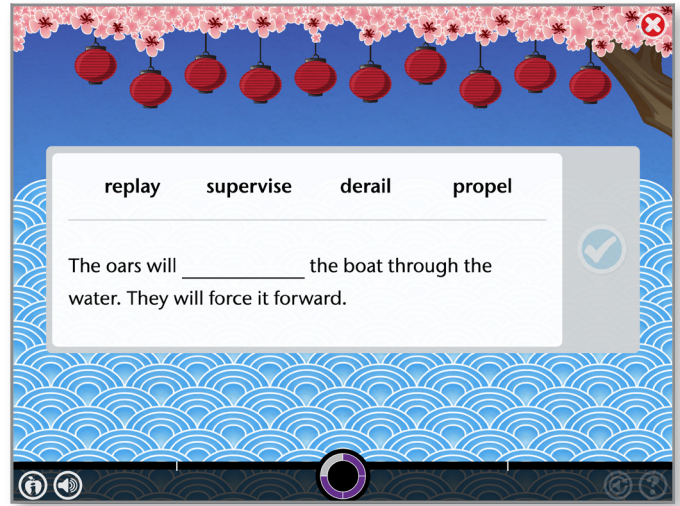 replay supervise derail propel
The oars will ____________ the boat through the
water. They will force it forward.